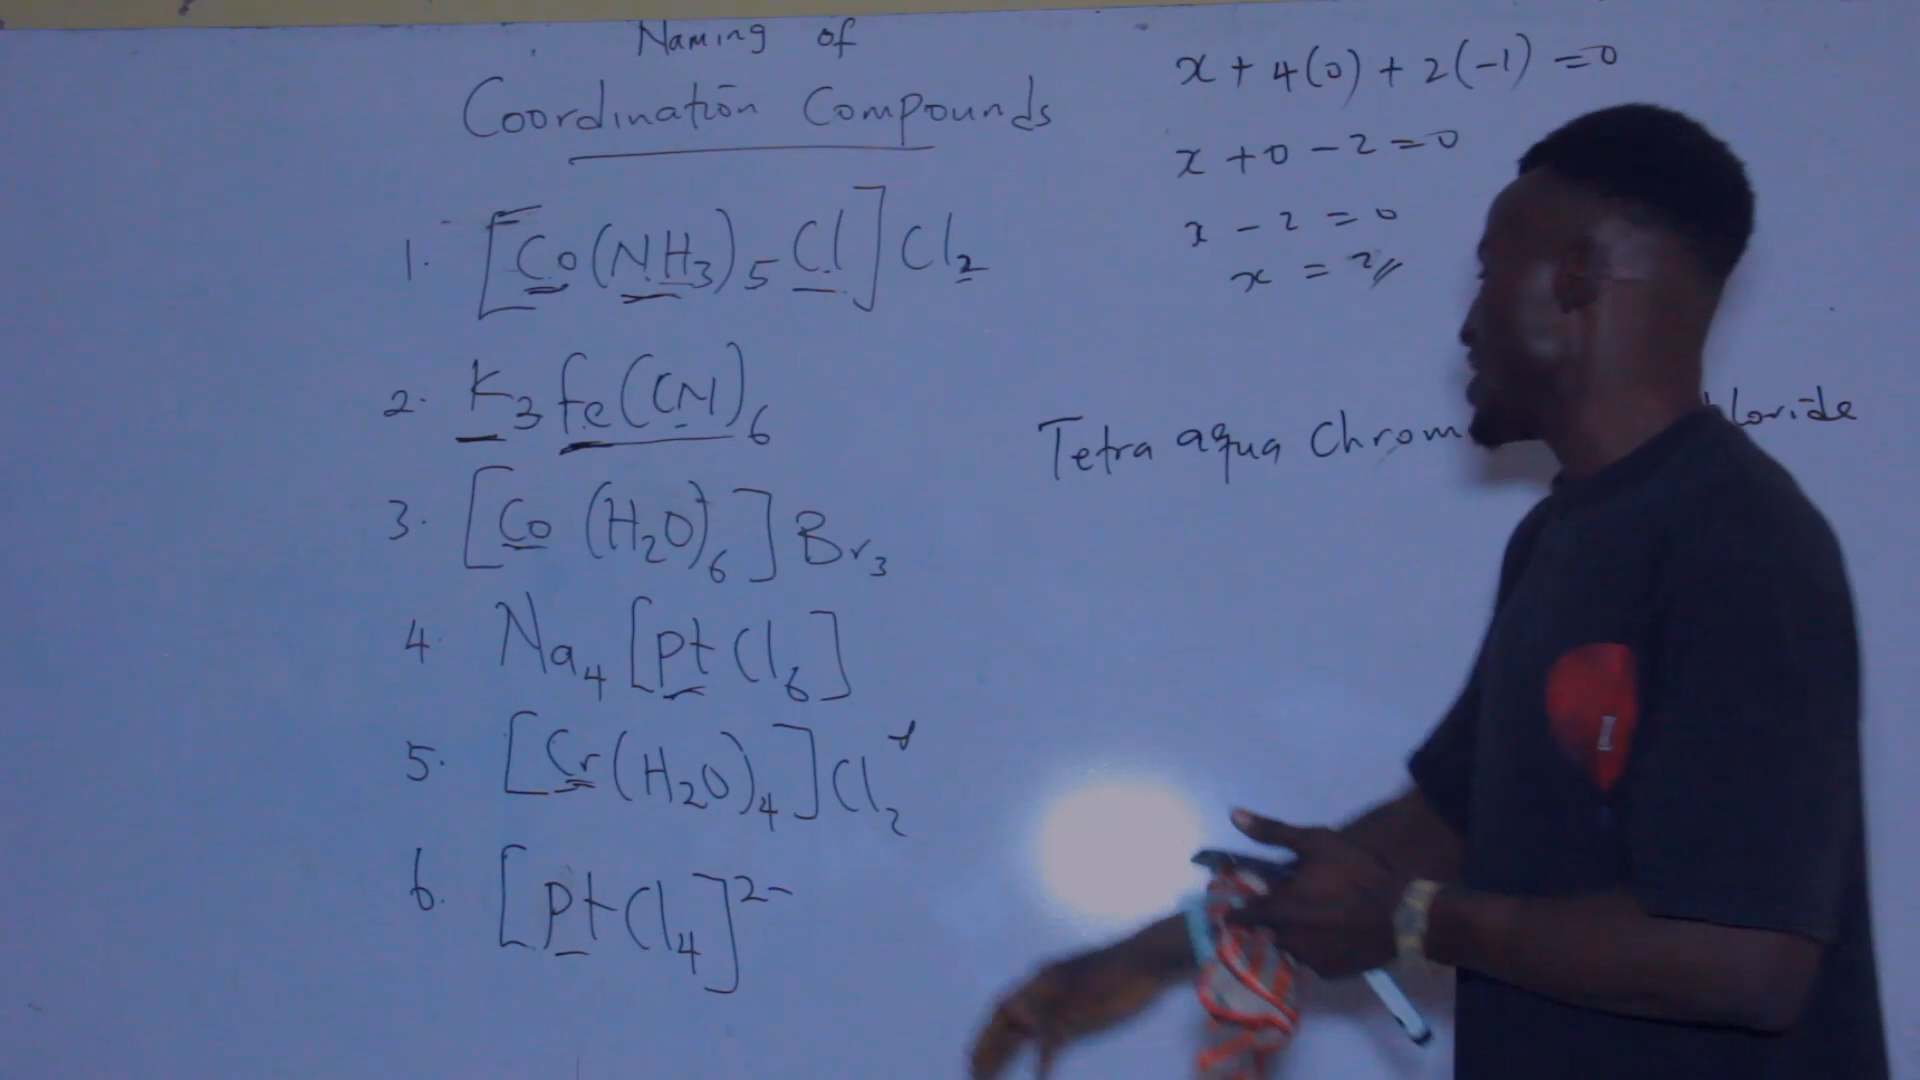 Naming of
Coordination Compounds
1. [Co(NH₃)₅Cl]Cl₂
2. K₃Fe(CN)₆
3. [Co(H₂O)₆]Br₃
4. Na₄[PtCl₆]
5. [Cr(H₂O)₄]Cl₂
6. [PtCl₄]²⁻
x + 4(0) + 2(-1) = 0
x + 0 - 2 = 0
x - 2 = 0
x = 2
Tetra aqua Chrom loride